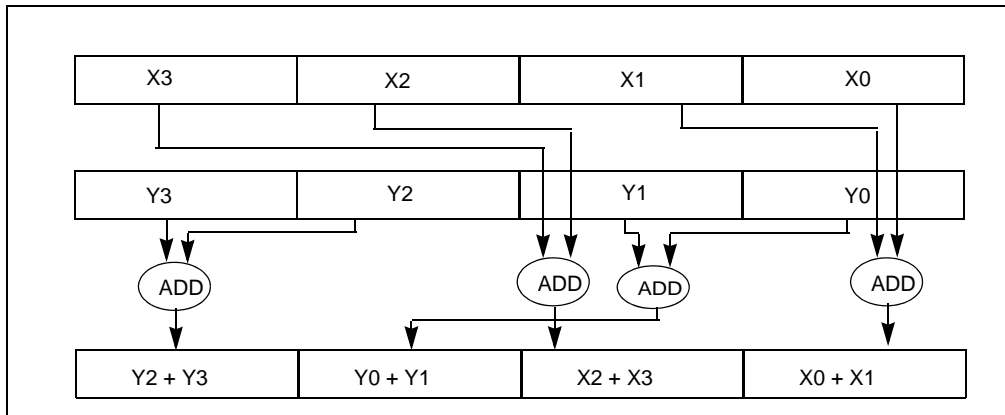 X3 X2 X1 X0
Y3 Y2 Y1 Y0
ADD ADD ADD ADD
Y2 + Y3 Y0 + Y1 X2 + X3 X0 + X1